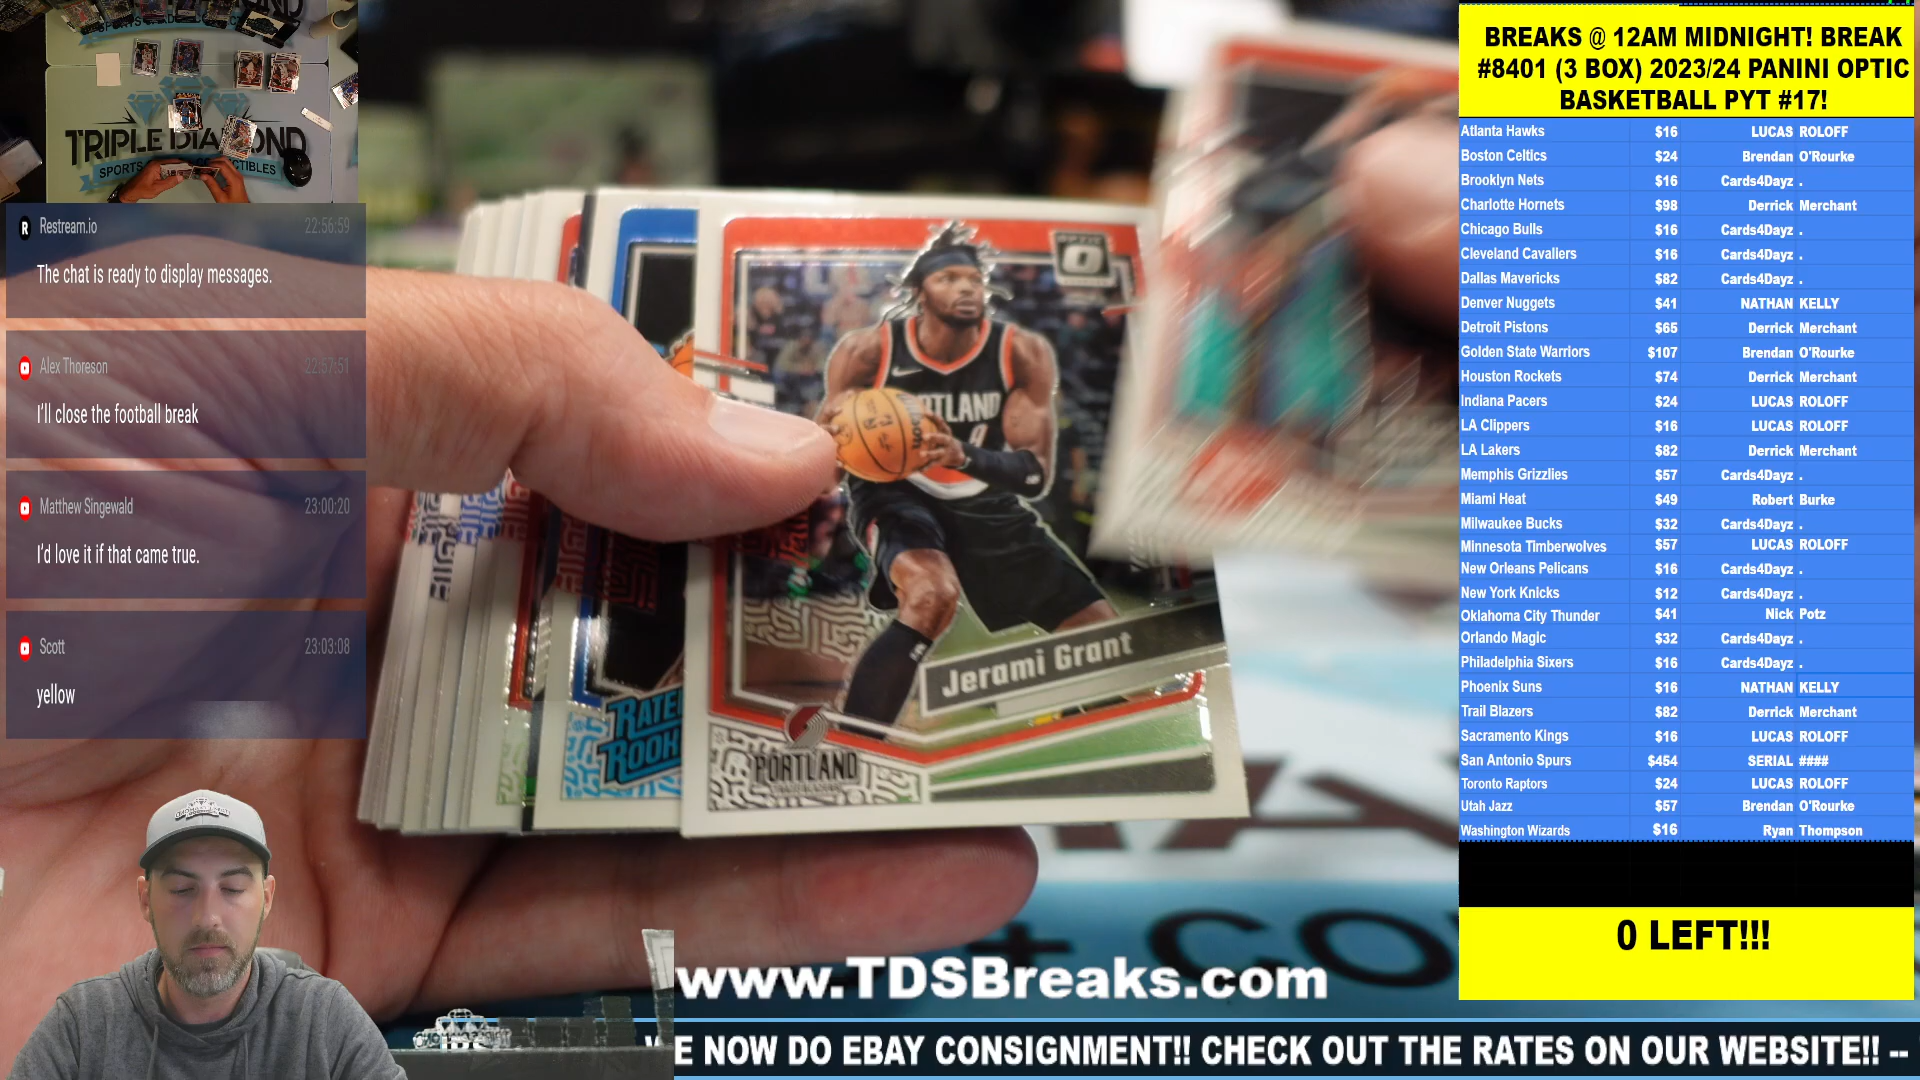 BREAKS @ 12AM MIDNIGHT! BREAK
#8401 (3 BOX) 2023/24 PANINI OPTIC
BASKETBALL PYT #17!
Atlanta Hawks $16 LUCAS ROLOFF
Boston Celtics $24 Brendan O'Rourke
Brooklyn Nets $16 Cards4Dayz .
Charlotte Hornets $98 Derrick Merchant
Chicago Bulls $16 Cards4Dayz .
Cleveland Cavaliers $16 Cards4Dayz .
Dallas Mavericks $82 Cards4Dayz .
Denver Nuggets $41 NATHAN KELLY
Detroit Pistons $65 Derrick Merchant
Golden State Warriors $107 Brendan O'Rourke
Houston Rockets $74 Derrick Merchant
Indiana Pacers $24 LUCAS ROLOFF
LA Clippers $16 LUCAS ROLOFF
LA Lakers $82 Derrick Merchant
Memphis Grizzlies $57 Cards4Dayz .
Miami Heat $49 Robert Burke
Milwaukee Bucks $32 Cards4Dayz .
Minnesota Timberwolves $57 LUCAS ROLOFF
New Orleans Pelicans $16 Cards4Dayz .
New York Knicks $12 Cards4Dayz .
Oklahoma City Thunder $41 Nick Potz
Orlando Magic $32 Cards4Dayz .
Philadelphia Sixers $16 Cards4Dayz .
Phoenix Suns $16 NATHAN KELLY
Trail Blazers $82 Derrick Merchant
Sacramento Kings $16 LUCAS ROLOFF
San Antonio Spurs $454 SERIAL ####
Toronto Raptors $24 LUCAS ROLOFF
Utah Jazz $57 Brendan O'Rourke
Washington Wizards $16 Ryan Thompson
0 LEFT!!!
TRIPLE DIAMOND
SPORTS
R Restream.io 22:56:59
The chat is ready to display messages.
Alex Thoreson 22:57:51
I'll close the football break
Matthew Singewald 23:00:20
I'd love it if that came true.
Scott 23:03:08
yellow
OPTIC
O
RTLAND
Jerami Grant
PORTLAND
RATE
ROOK
+ CO
www.TDSBreaks.com
E NOW DO EBAY CONSIGNMENT!! CHECK OUT THE RATES ON OUR WEBSITE!! --